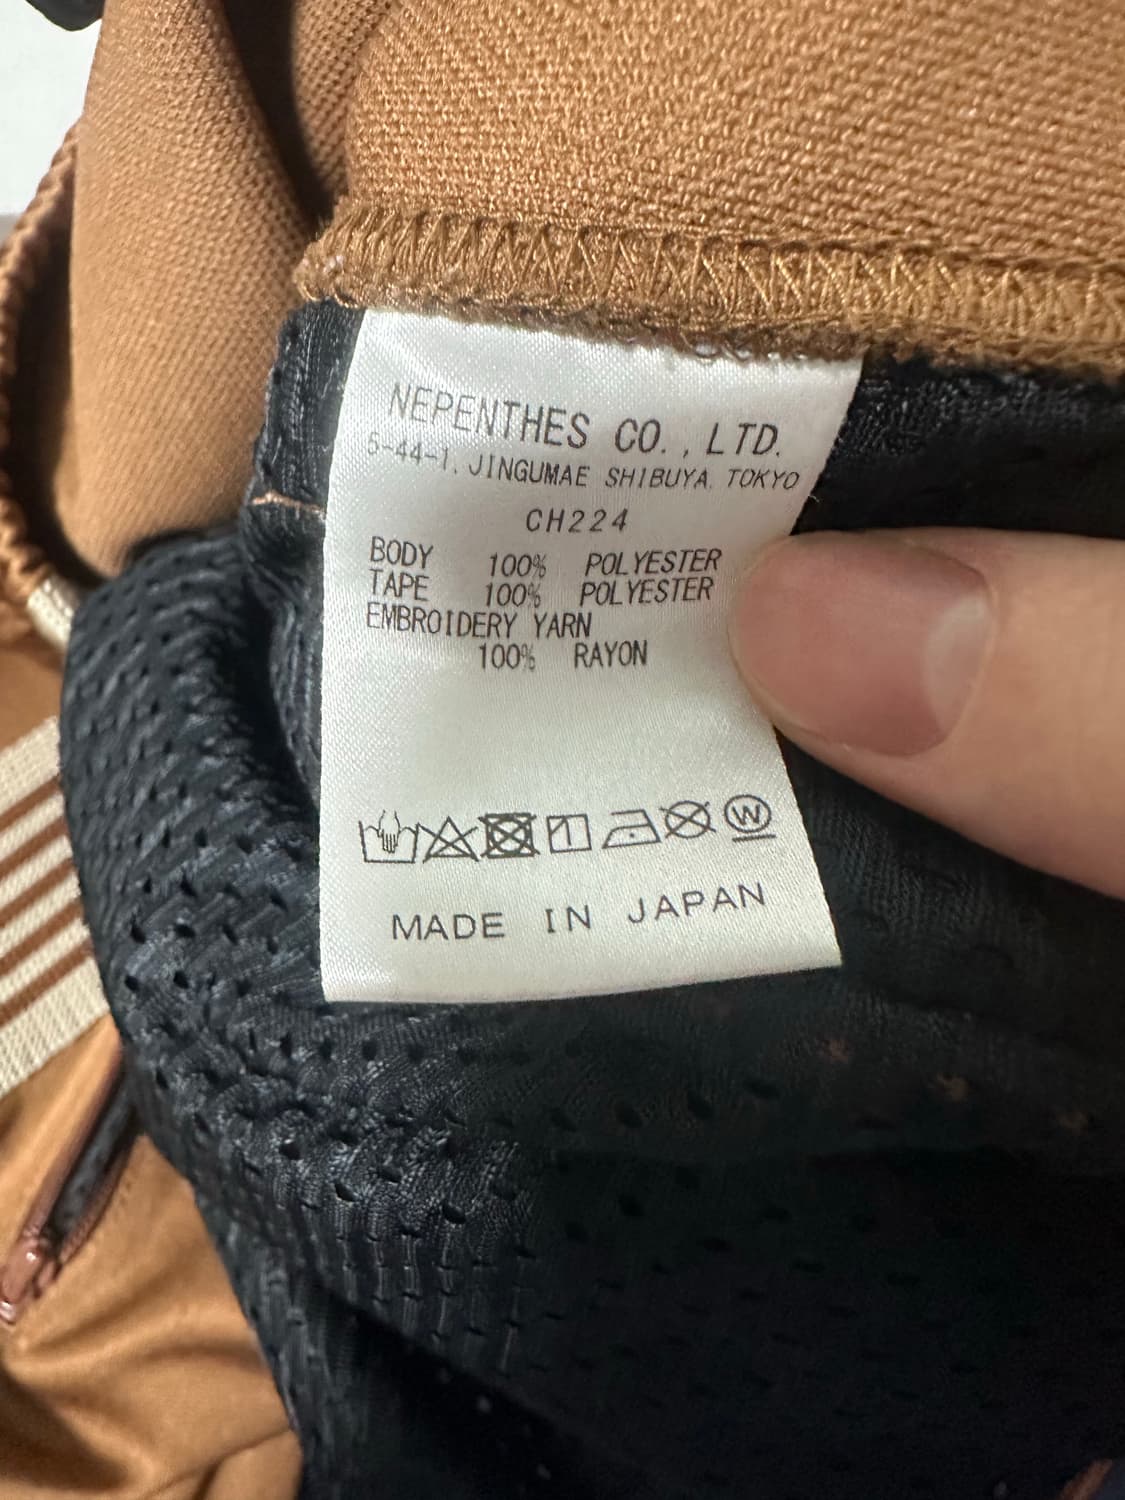 NEPENTHES CO., LTD.
5-44-1, JINGUMAE SHIBUYA, TOKYO
CH224
BODY 100% POLYESTER
TAPE 100% POLYESTER
EMBROIDERY YARN
100% RAYON
W
MADE IN JAPAN